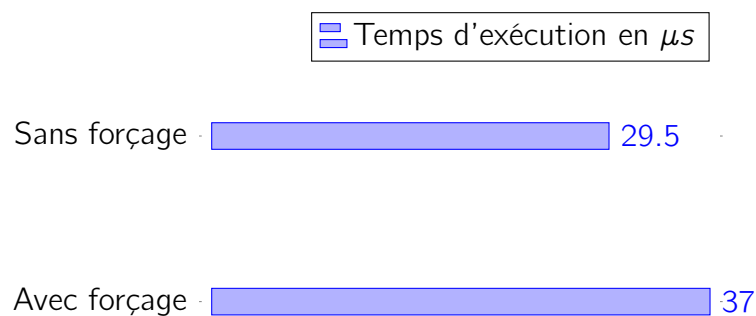 Temps d'exécution en μs
Sans forçage 29.5
Avec forçage 37